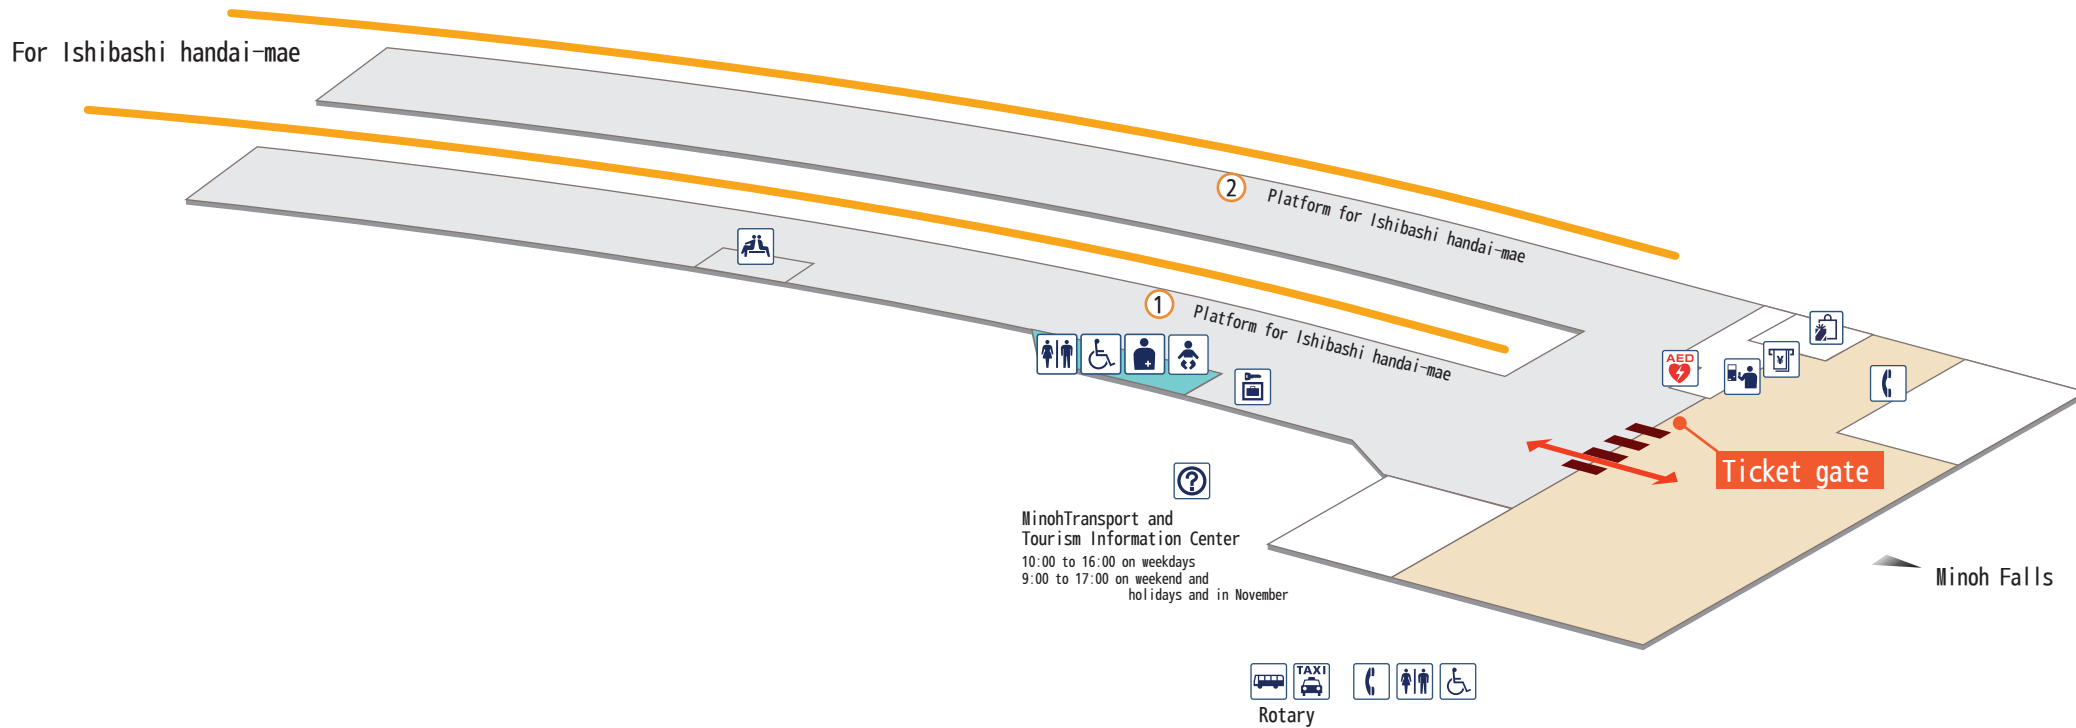 For Ishibashi handai-mae
2 Platform for Ishibashi handai-mae
1 Platform for Ishibashi handai-mae
AED
¥
Ticket gate
?
MinohTransport and
Tourism Information Center
10:00 to 16:00 on weekdays
9:00 to 17:00 on weekend and
holidays and in November
Minoh Falls
TAXI
Rotary